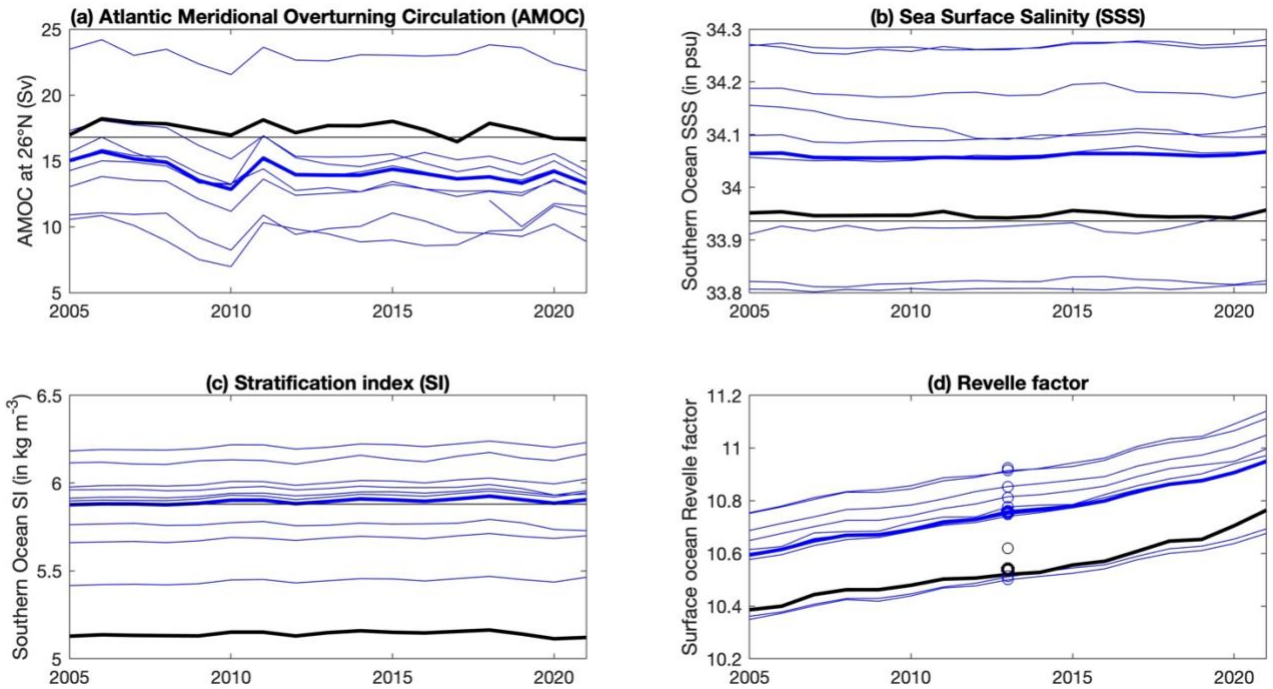 (a) Atlantic Meridional Overturning Circulation (AMOC)
AMOC at 26°N (Sv)
25
20
15
10
5
2005 2010 2015 2020
(b) Sea Surface Salinity (SSS)
Southern Ocean SSS (in psu)
34.3
34.2
34.1
34
33.9
33.8
2005 2010 2015 2020
(c) Stratification index (SI)
Southern Ocean SI (in kg m⁻³)
6.5
6
5.5
5
2005 2010 2015 2020
(d) Revelle factor
Surface ocean Revelle factor
11.2
11
10.8
10.6
10.4
10.2
2005 2010 2015 2020